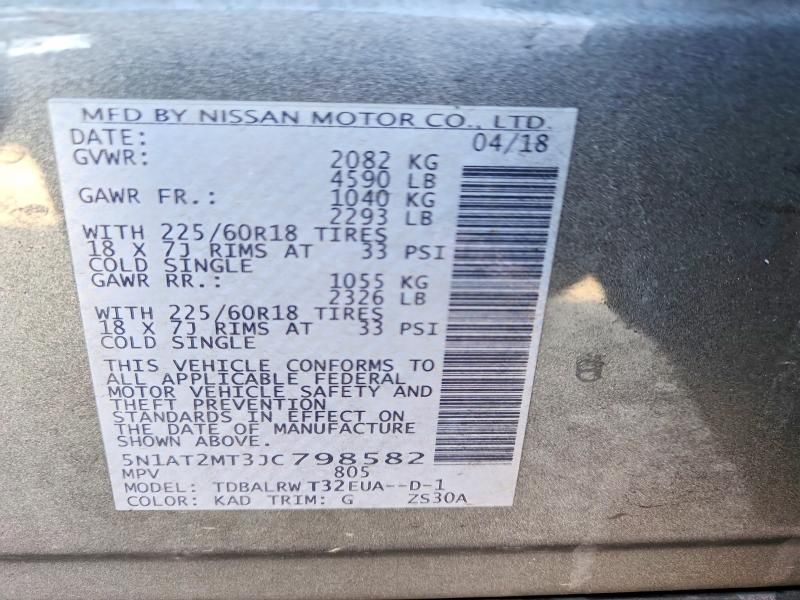 MFD BY NISSAN MOTOR CO., LTD.
DATE: 04/18
GVWR: 2082 KG
4590 LB
GAWR FR.: 1040 KG
2293 LB
WITH 225/60R18 TIRES
18 X 7J RIMS AT 33 PSI
COLD SINGLE
GAWR RR.: 1055 KG
2326 LB
WITH 225/60R18 TIRES
18 X 7J RIMS AT 33 PSI
COLD SINGLE
THIS VEHICLE CONFORMS TO
ALL APPLICABLE FEDERAL
MOTOR VEHICLE SAFETY AND
THEFT PREVENTION
STANDARDS IN EFFECT ON
THE DATE OF MANUFACTURE
SHOWN ABOVE.
5N1AT2MT3JC798582
MPV 805
MODEL: TDBALRW T32EUA--D-1
COLOR: KAD TRIM: G ZS30A